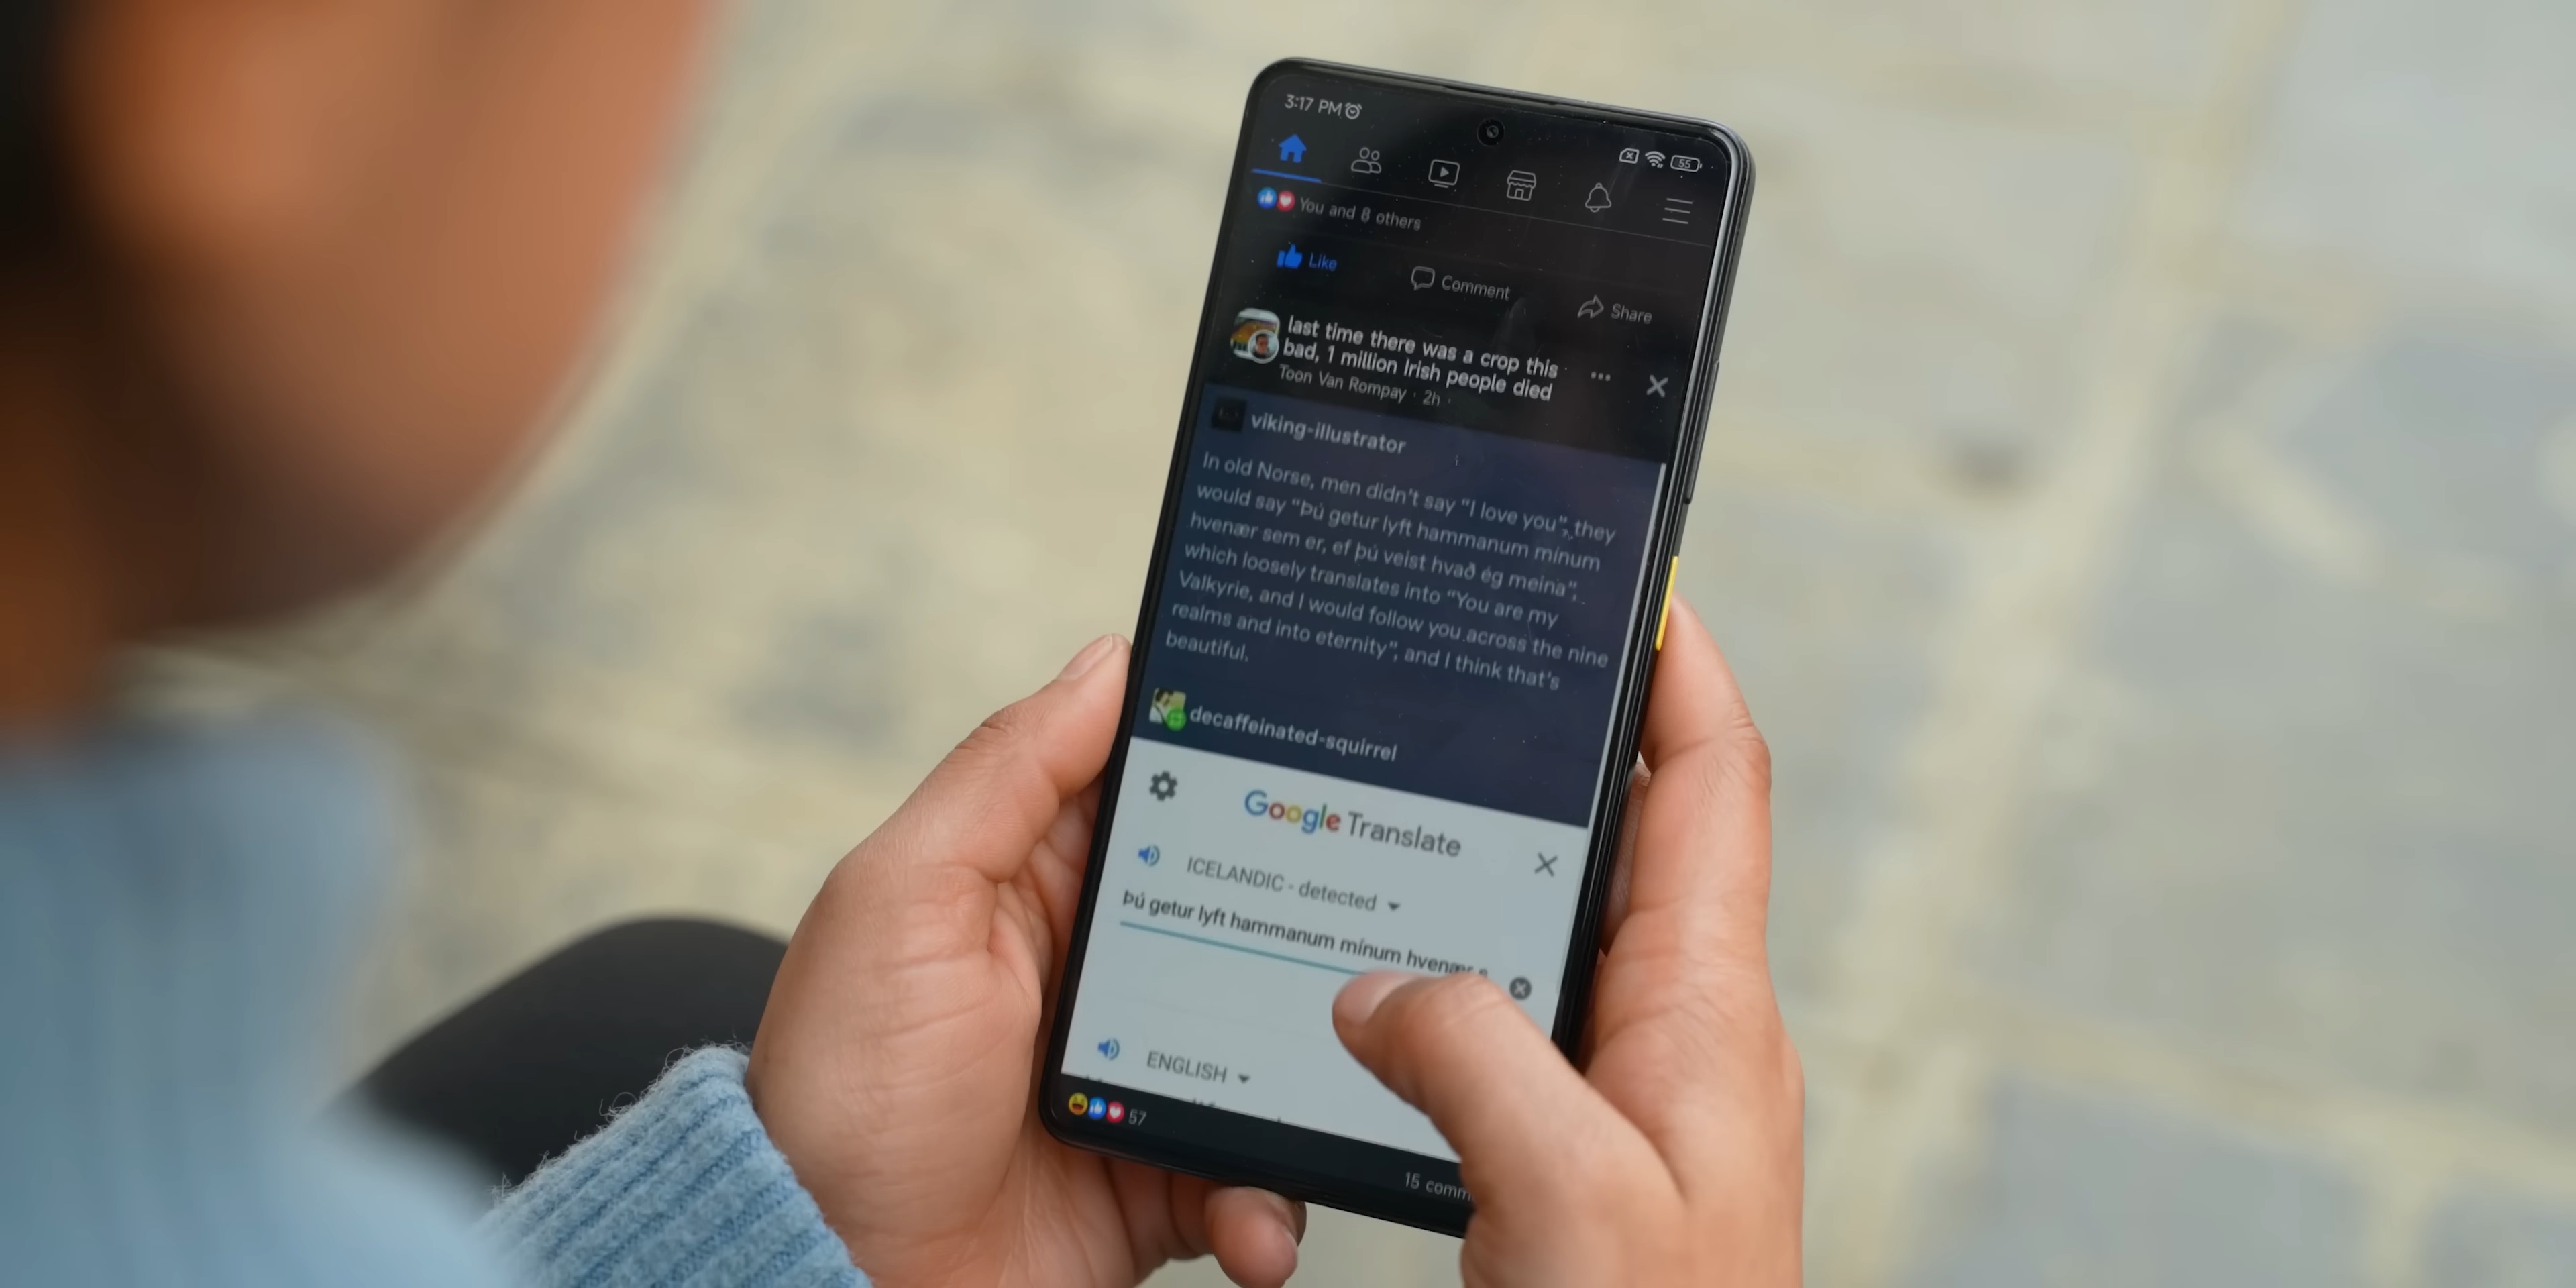 3:17 PM
55
You and 8 others
Like
Comment
Share
last time there was a crop this
bad, 1 million Irish people died
Toon Van Rompay · 2h ·
viking-illustrator
In old Norse, men didn't say "I love you", they
would say "Þú getur lyft hammanum mínum
hvenær sem er, ef þú veist hvað ég meina",
which loosely translates into "You are my
Valkyrie, and I would follow you across the nine
realms and into eternity", and I think that's
beautiful.
decaffeinated-squirrel
Google Translate
ICELANDIC - detected
Þú getur lyft hammanum mínum hvenær s
ENGLISH
57
15